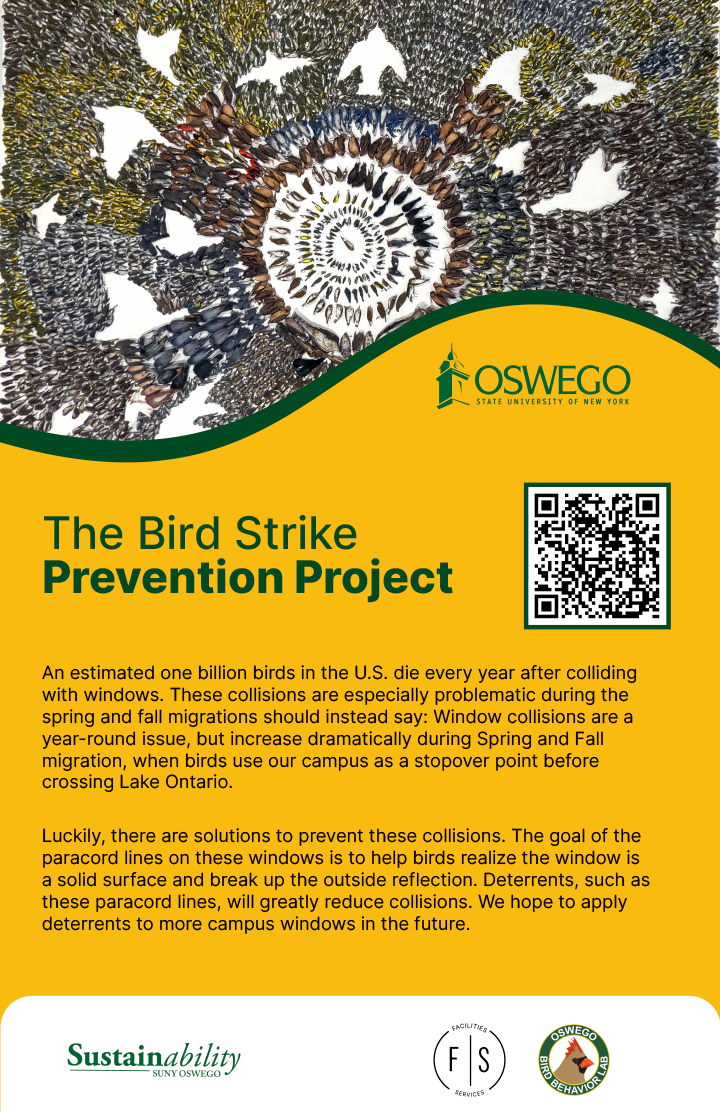 OSWEGO
STATE UNIVERSITY OF NEW YORK
The Bird Strike
Prevention Project
An estimated one billion birds in the U.S. die every year after colliding
with windows. These collisions are especially problematic during the
spring and fall migrations should instead say: Window collisions are a
year-round issue, but increase dramatically during Spring and Fall
migration, when birds use our campus as a stopover point before
crossing Lake Ontario.
Luckily, there are solutions to prevent these collisions. The goal of the
paracord lines on these windows is to help birds realize the window is
a solid surface and break up the outside reflection. Deterrents, such as
these paracord lines, will greatly reduce collisions. We hope to apply
deterrents to more campus windows in the future.
Sustainability
SUNY OSWEGO
FACILITIES
F|S
SERVICES
OSWEGO
BIRD BEHAVIOR LAB